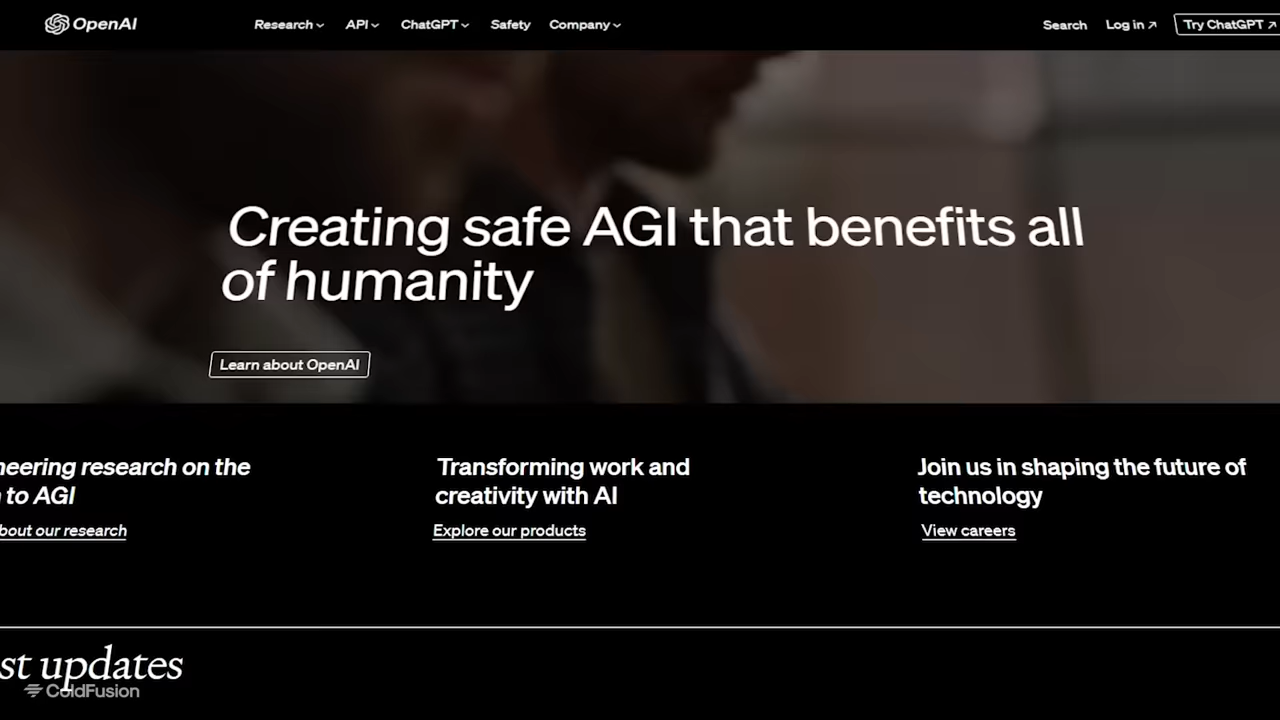 OpenAI Research API ChatGPT Safety Company Search Log in ↗ Try ChatGPT ↗
Creating safe AGI that benefits all
of humanity
Learn about OpenAI
neering research on the
to AGI
bout our research
Transforming work and
creativity with AI
Explore our products
Join us in shaping the future of
technology
View careers
st updates
ColdFusion